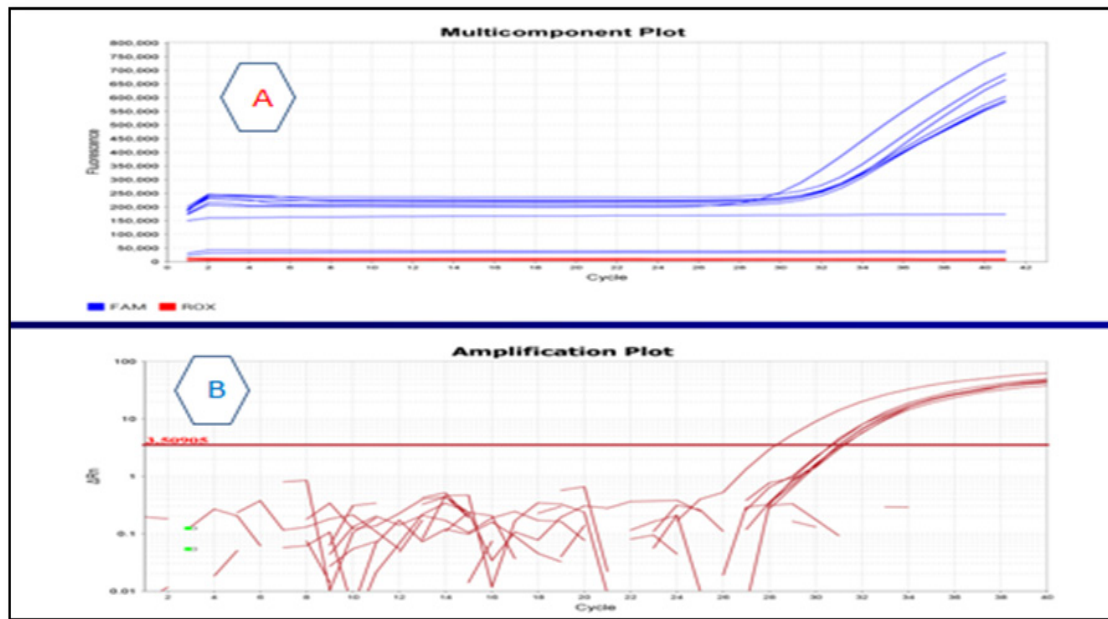 Multicomponent Plot
A
Fluorescence
800,000
750,000
700,000
650,000
600,000
550,000
500,000
450,000
400,000
350,000
300,000
250,000
200,000
150,000
100,000
50,000
0
0 2 4 6 8 10 12 14 16 18 20 22 24 26 28 30 32 34 36 38 40 42
Cycle
FAM ROX
Amplification Plot
B
ΔRn
100
10
3.50905
1
0.1
0.01
2 4 6 8 10 12 14 16 18 20 22 24 26 28 30 32 34 36 38 40
Cycle